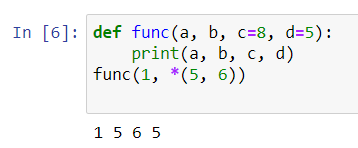 In [6]: def func(a, b, c=8, d=5):
print(a, b, c, d)
func(1, *(5, 6))
1 5 6 5